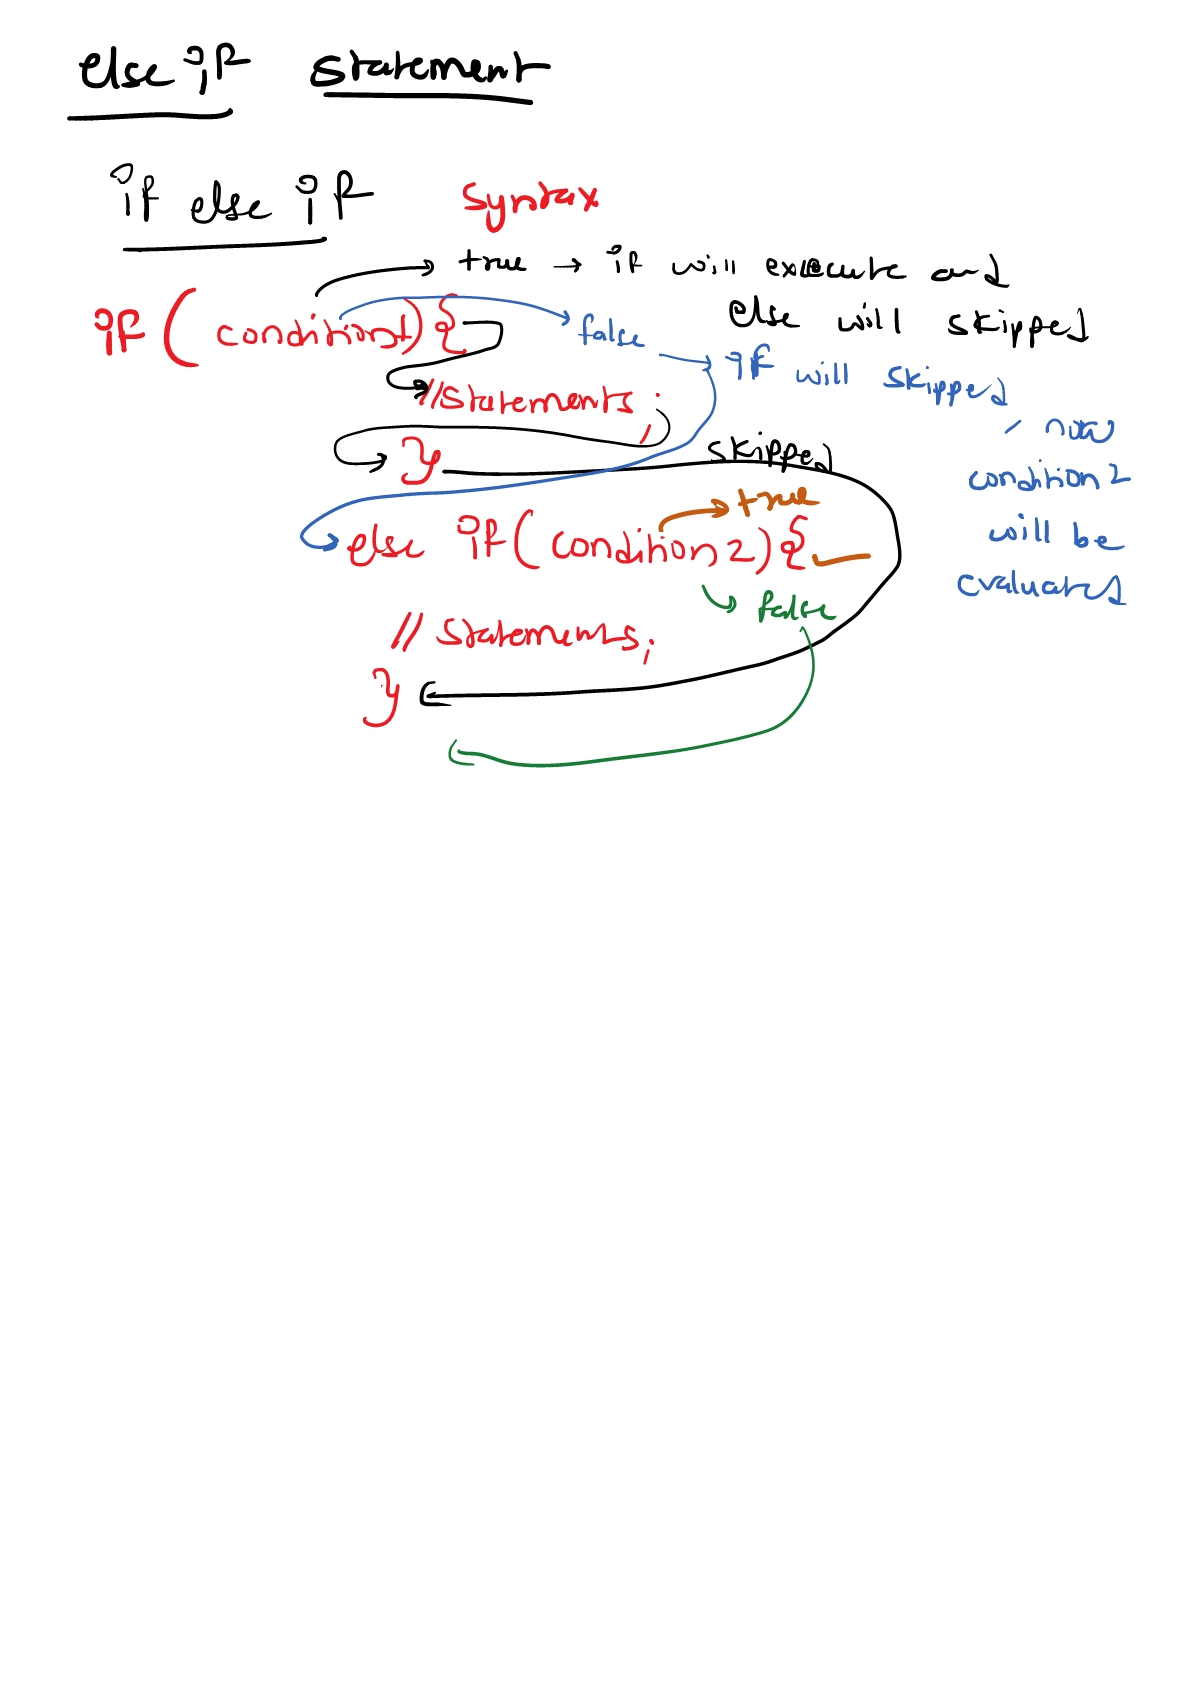 else if statement
if else if syntax
true → if will execute and
else will skipped
if ( condition1) {
false
if will skipped
, now
condition 2
will be
evaluates
//statements ;
}
skipped
true
else if ( condition 2) {
false
// statements;
}